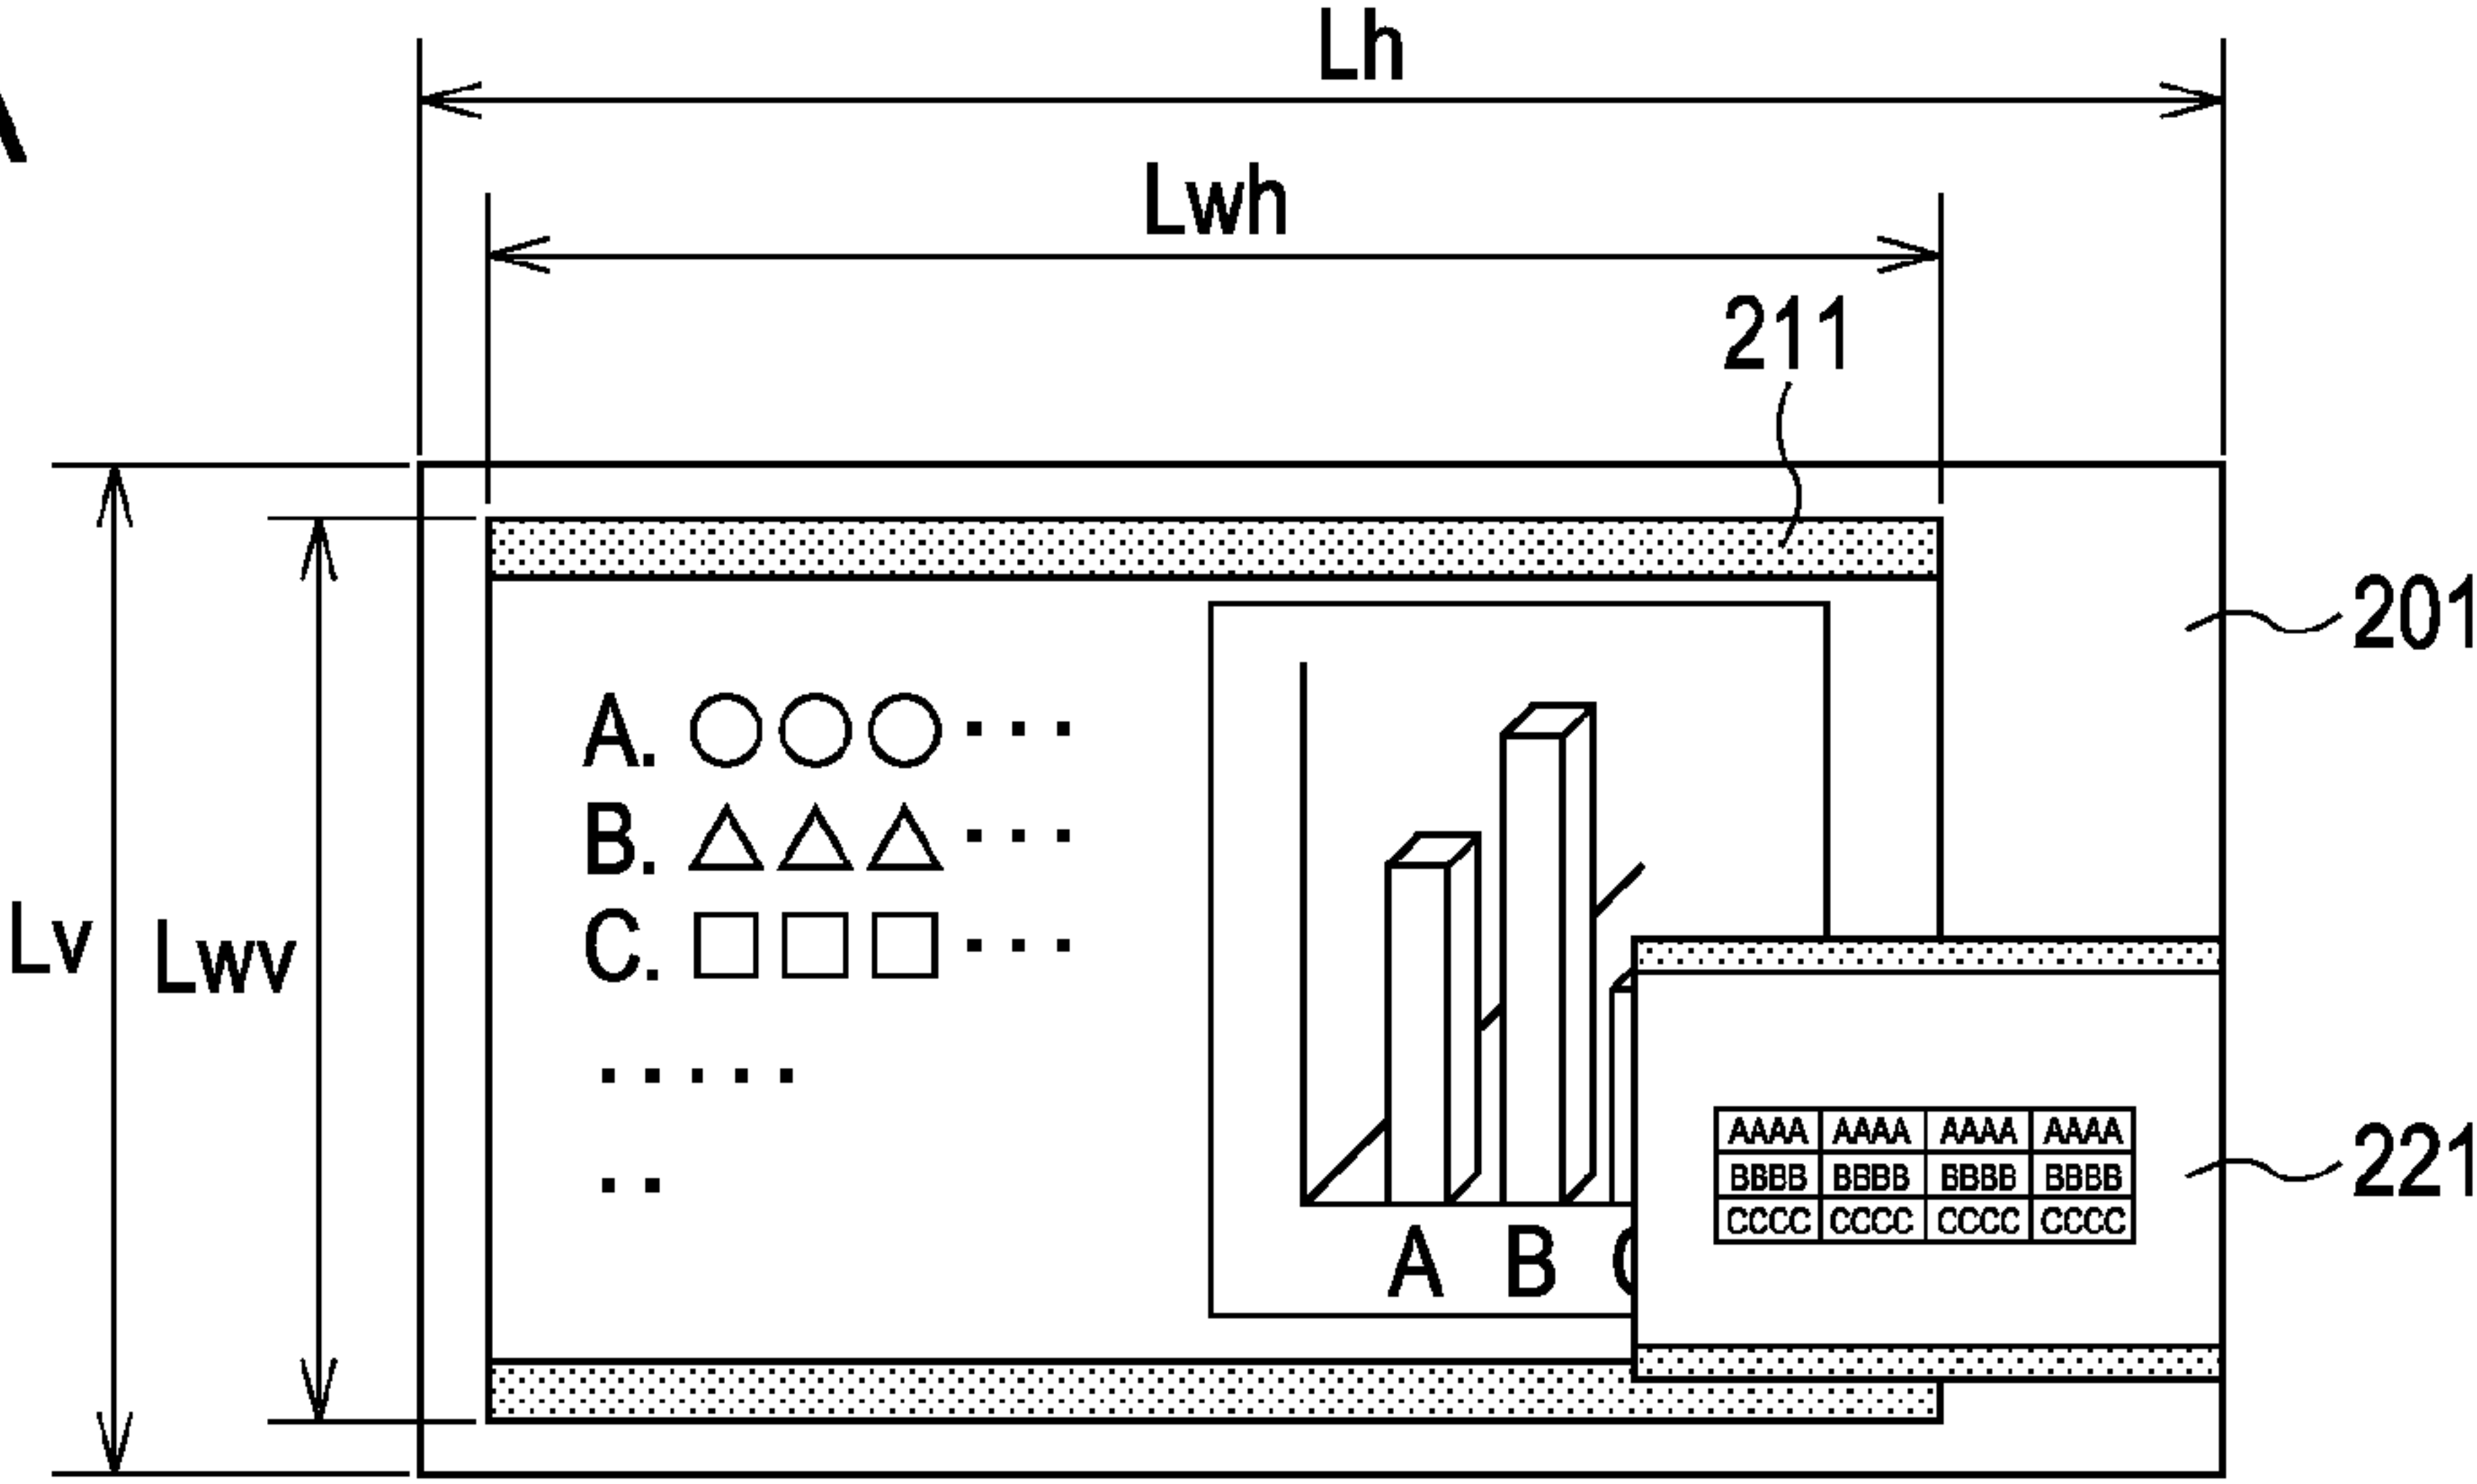 A
Lh
Lwh
211
201
Lv
Lwv
A. ○○○ ···
B. △△△ ···
C. □□□ ···
·····
··
A B C
AAAA AAAA AAAA AAAA
BBBB BBBB BBBB BBBB
CCCC CCCC CCCC CCCC
221